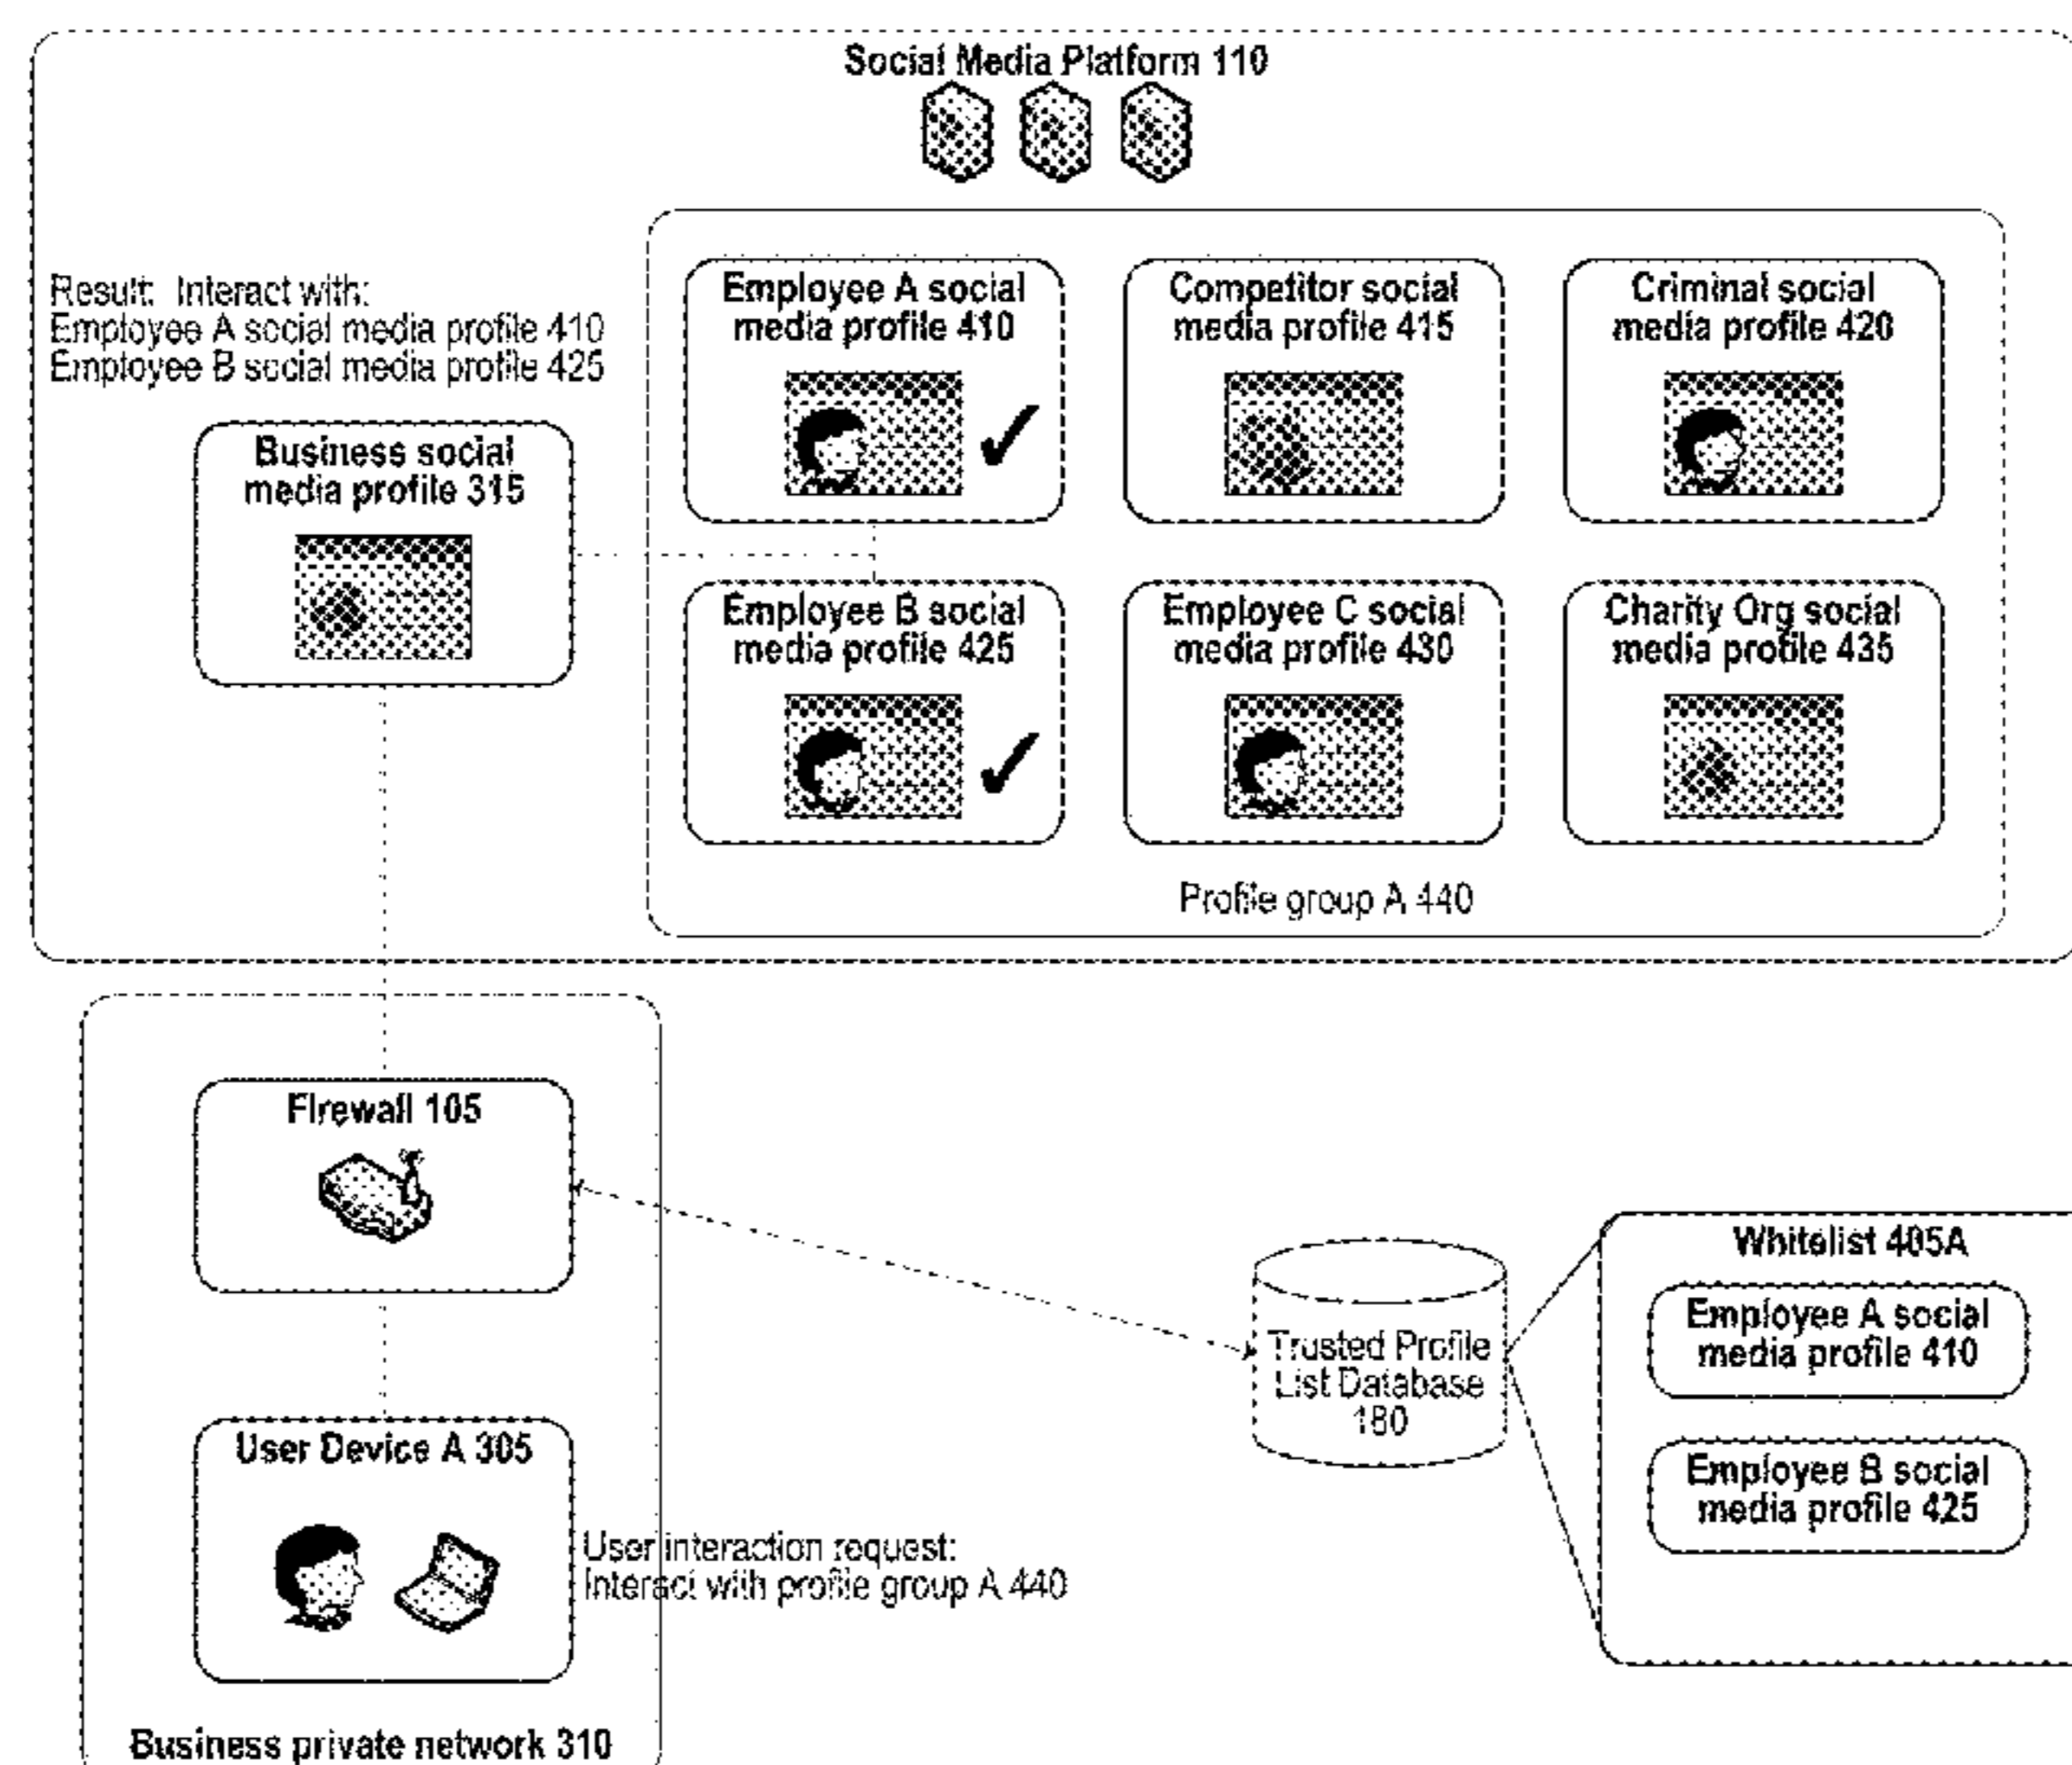 Social Media Platform 110
Result: Interact with:
Employee A social media profile 410
Employee B social media profile 425
Business social
media profile 315
Employee A social
media profile 410
Competitor social
media profile 415
Criminal social
media profile 420
Employee B social
media profile 425
Employee C social
media profile 430
Charity Org social
media profile 435
Profile group A 440
Firewall 105
User Device A 305
User interaction request:
Interact with profile group A 440
Business private network 310
Trusted Profile
List Database
180
Whitelist 405A
Employee A social
media profile 410
Employee B social
media profile 425